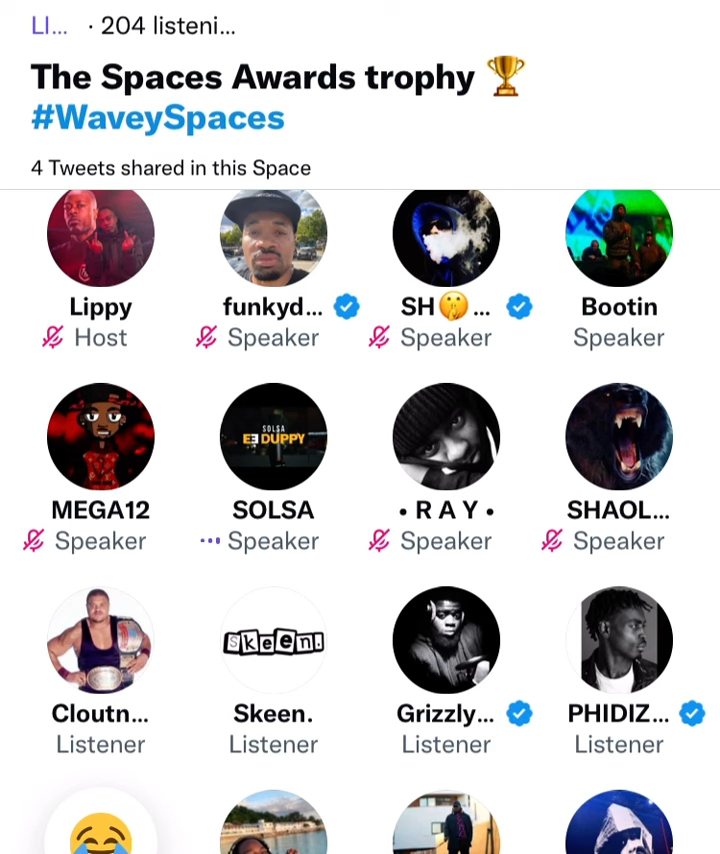 LI... · 204 listeni...
The Spaces Awards trophy 🏆
#WaveySpaces
4 Tweets shared in this Space
Lippy
funkyd...
SH🤫...
Bootin
Host
Speaker
Speaker
Speaker
SOLSA
E3 DUPPY
MEGA12
SOLSA
• R A Y •
SHAOL...
Speaker
Speaker
Speaker
Speaker
skeen.
Cloutn...
Skeen.
Grizzly...
PHIDIZ...
Listener
Listener
Listener
Listener